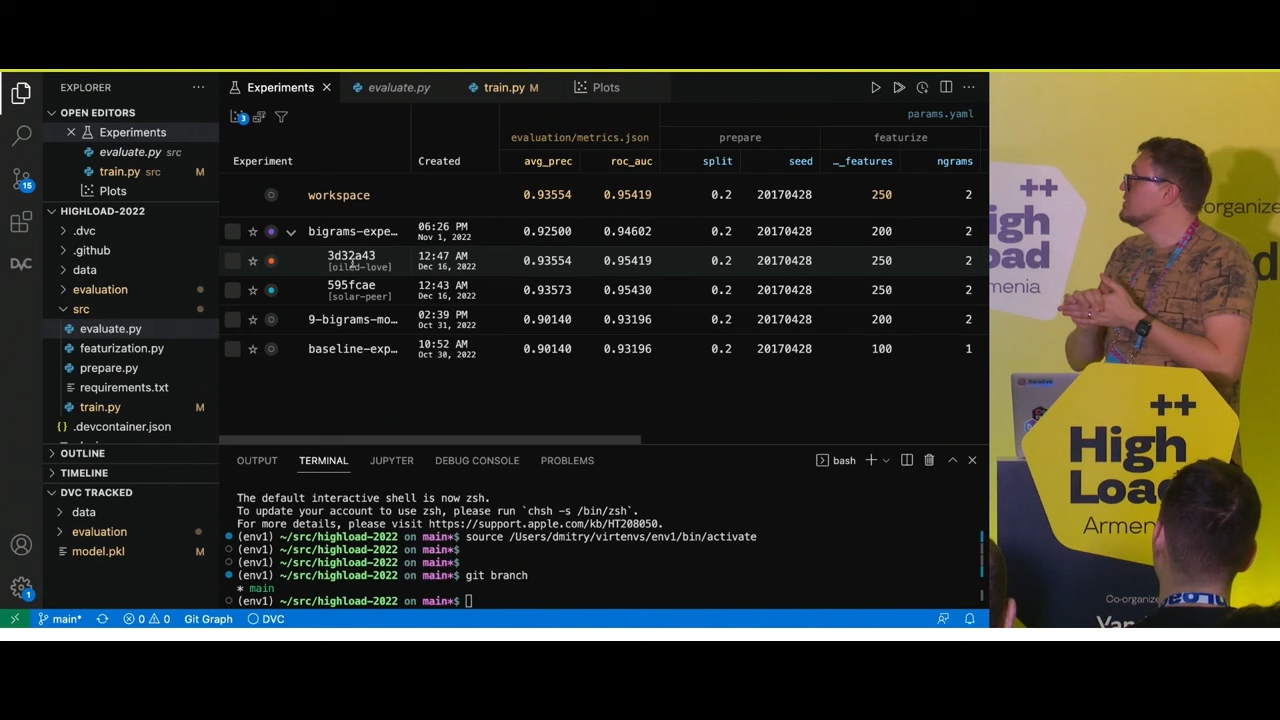 EXPLORER
OPEN EDITORS
Experiments
evaluate.py src
train.py src M
Plots
HIGHLOAD-2022
.dvc
.github
data
evaluation
src
evaluate.py
featurization.py
prepare.py
requirements.txt
train.py M
.devcontainer.json
OUTLINE
TIMELINE
DVC TRACKED
data
evaluation
model.pkl
15
DVC
1
Experiments evaluate.py train.py M Plots
3
params.yaml
evaluation/metrics.json prepare featurize
Experiment Created avg_prec roc_auc split seed …_features ngrams
workspace 0.93554 0.95419 0.2 20170428 250 2
bigrams-expe… 06:26 PM Nov 1, 2022 0.92500 0.94602 0.2 20170428 200 2
3d32a43 [oiled-love] 12:47 AM Dec 16, 2022 0.93554 0.95419 0.2 20170428 250 2
595fcae [solar-peer] 12:43 AM Dec 16, 2022 0.93573 0.95430 0.2 20170428 250 2
9-bigrams-mo… 02:39 PM Oct 31, 2022 0.90140 0.93196 0.2 20170428 200 2
baseline-exp… 10:52 AM Oct 30, 2022 0.90140 0.93196 0.2 20170428 100 1
OUTPUT TERMINAL JUPYTER DEBUG CONSOLE PROBLEMS bash
The default interactive shell is now zsh.
To update your account to use zsh, please run `chsh -s /bin/zsh`.
For more details, please visit https://support.apple.com/kb/HT208050.
(env1) ~/src/highload-2022 on main*$ source /Users/dmitry/virtenvs/env1/bin/activate
(env1) ~/src/highload-2022 on main*$
(env1) ~/src/highload-2022 on main*$
(env1) ~/src/highload-2022 on main*$ git branch
* main
(env1) ~/src/highload-2022 on main*$
main* 0 0 Git Graph DVC
++
igh
menia
organize
++
High
Armenia
Co-organize